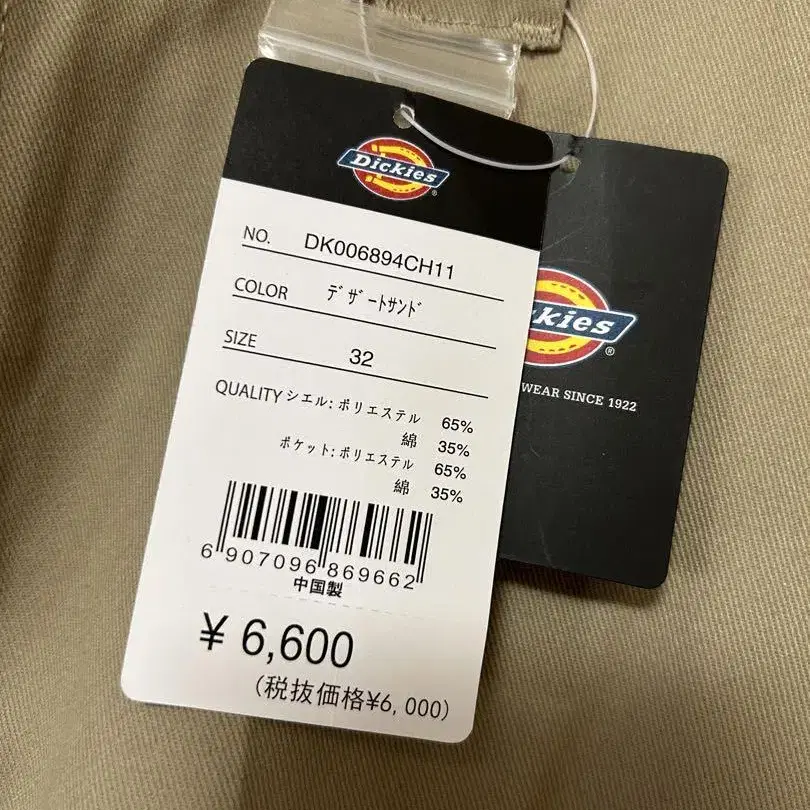 Dickies
®
NO. DK006894CH11
COLOR デザートサンド
SIZE 32
QUALITY シエル:ポリエステル 65%
綿 35%
ポケット:ポリエステル 65%
綿 35%
6 907096 869662
中国製
¥ 6,600
(税抜価格¥6,000)
®
WEAR SINCE 1922